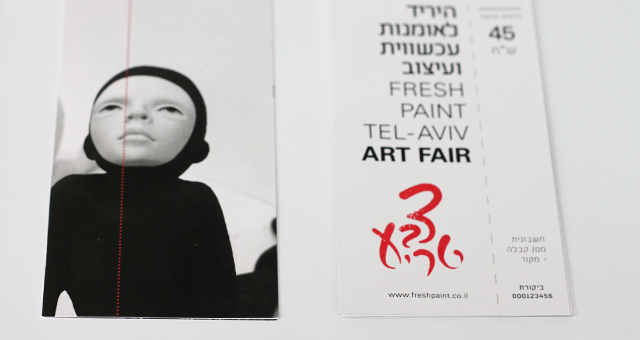 היריד
לאומנות
עכשווית
ועיצוב
FRESH
PAINT
TEL-AVIV
ART FAIR
צבע
טרי
3
www.freshpaint.co.il
45
ש"ח
חשבונית
מס/ קבלה
- מקור
ביקורת
000123456